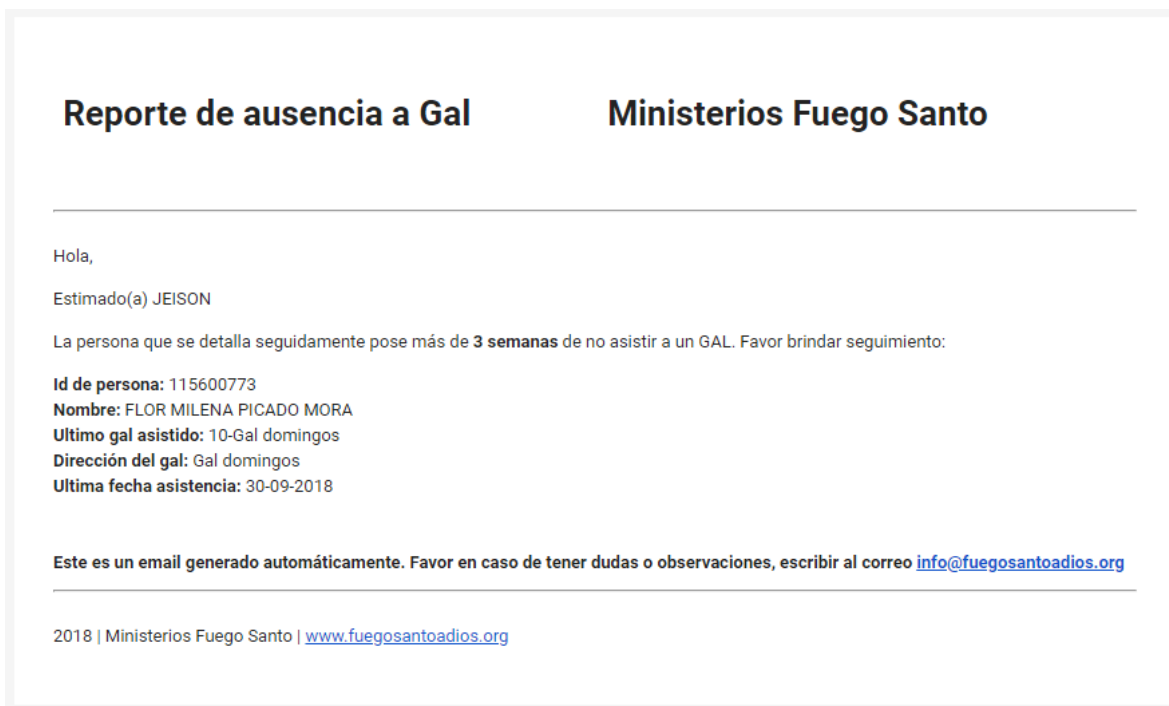 Reporte de ausencia a Gal Ministerios Fuego Santo
Hola,
Estimado(a) JEISON
La persona que se detalla seguidamente pose más de 3 semanas de no asistir a un GAL. Favor brindar seguimiento:
Id de persona: 115600773
Nombre: FLOR MILENA PICADO MORA
Ultimo gal asistido: 10-Gal domingos
Dirección del gal: Gal domingos
Ultima fecha asistencia: 30-09-2018
Este es un email generado automáticamente. Favor en caso de tener dudas o observaciones, escribir al correo info@fuegosantoadios.org
2018 | Ministerios Fuego Santo | www.fuegosantoadios.org